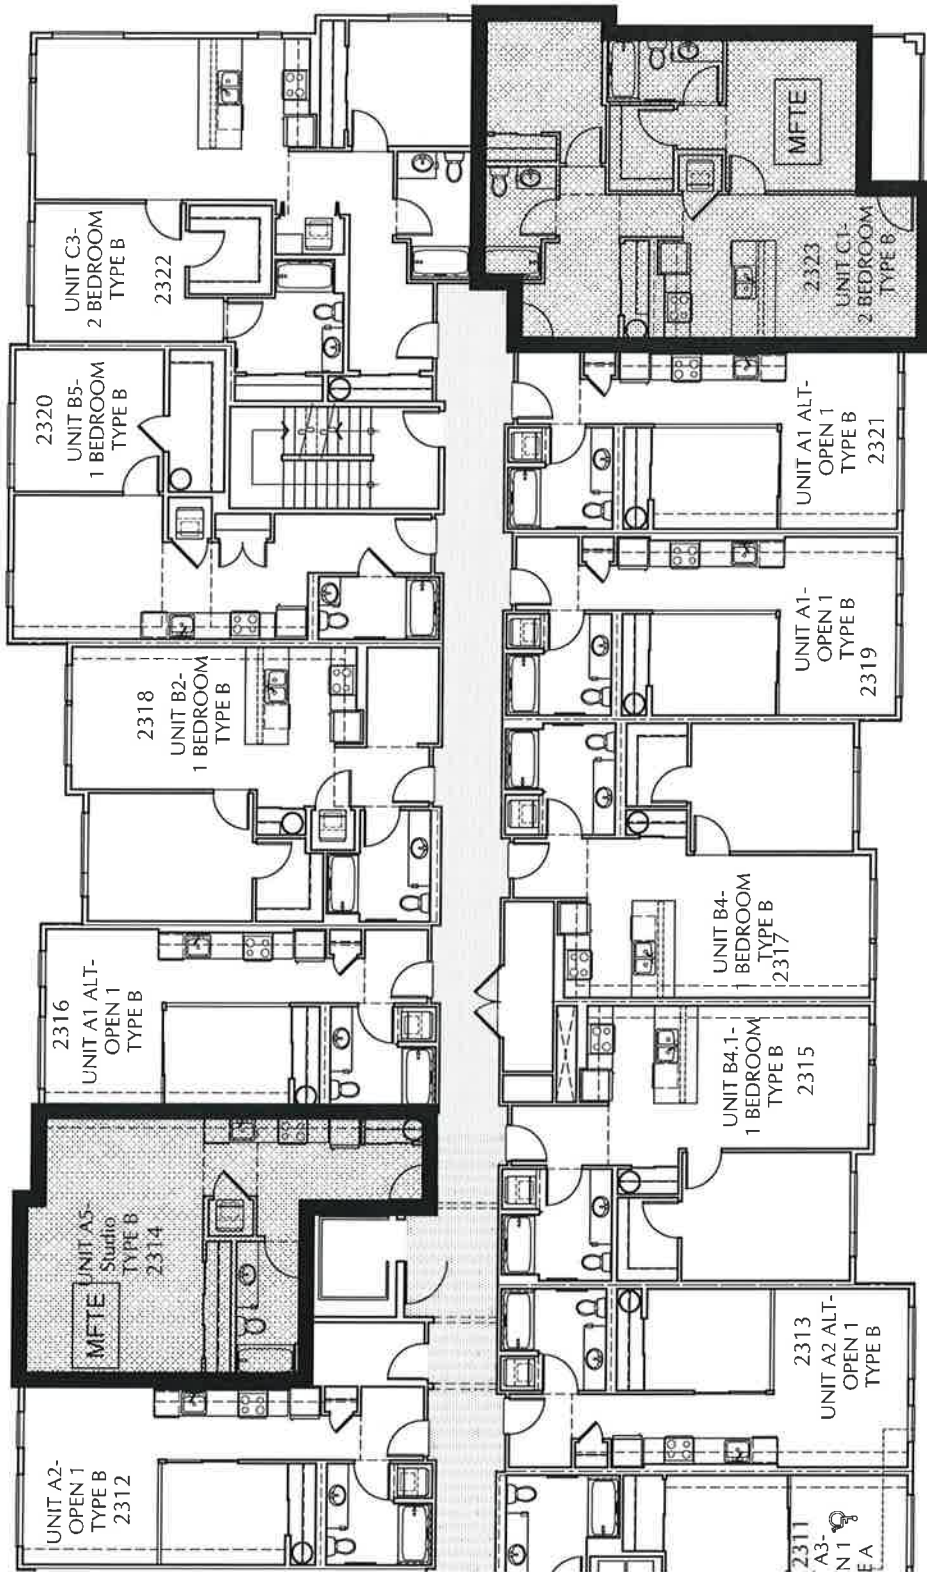 UNIT C3-
2 BEDROOM
TYPE B
2322
2320
UNIT B5-
1 BEDROOM
TYPE B
2318
UNIT B2-
1 BEDROOM
TYPE B
2316
UNIT A1 ALT-
OPEN 1
TYPE B
MFTE
UNIT A5-
Studio
TYPE B
2314
UNIT A2-
OPEN 1
TYPE B
2312
MFTE
2323
UNIT C1-
2 BEDROOM
TYPE B
UNIT A1 ALT-
OPEN 1
TYPE B
2321
UNIT A1-
OPEN 1
TYPE B
2319
UNIT B4-
1 BEDROOM
TYPE B
2317
UNIT B4.1-
1 BEDROOM
TYPE B
2315
2313
UNIT A2 ALT-
OPEN 1
TYPE B
2311
A3-
N 1
E A